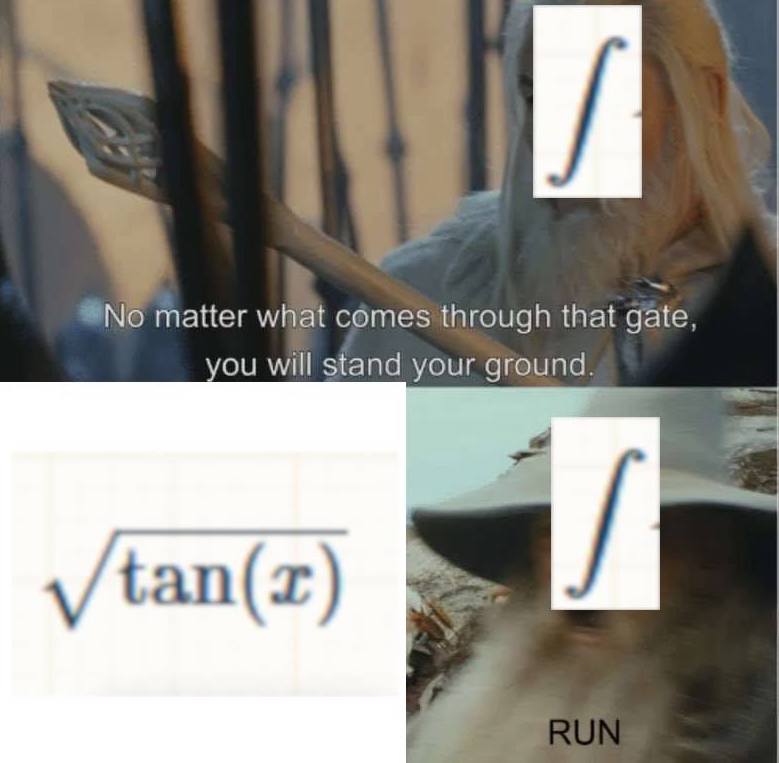 ∫
No matter what comes through that gate,
you will stand your ground.
√tan(x)
∫
RUN